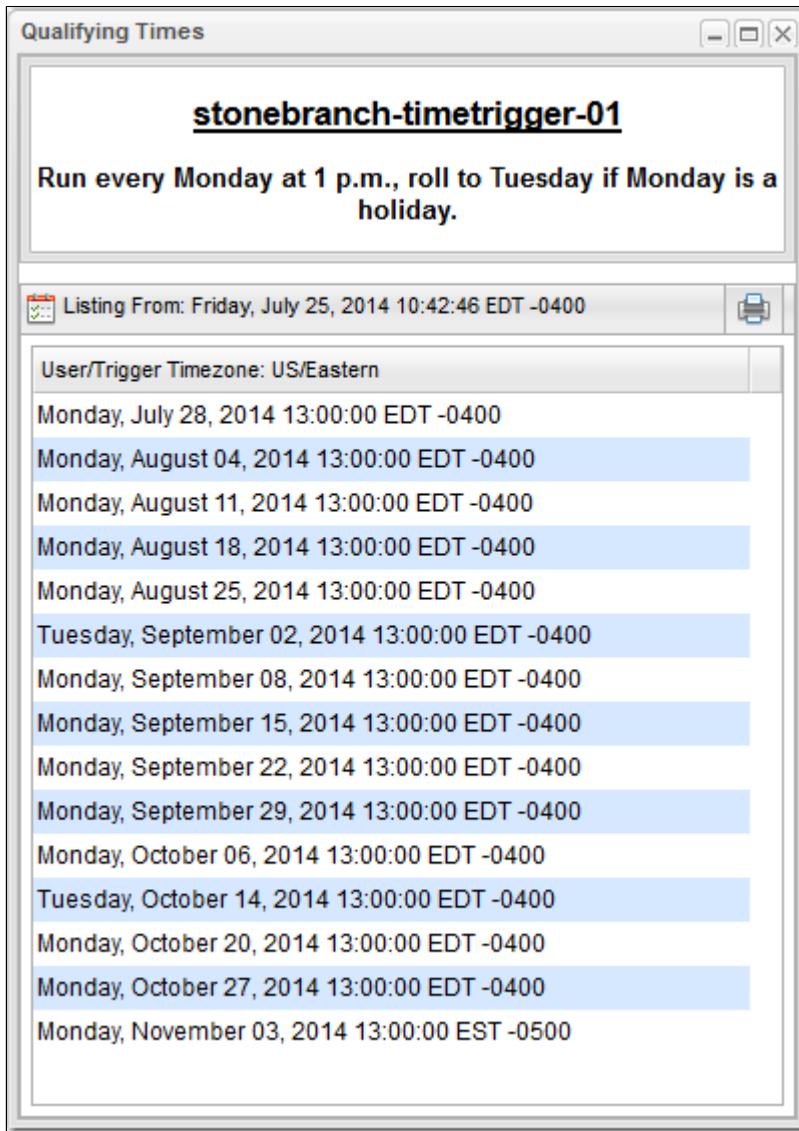 Qualifying Times
stonebranch-timetrigger-01
Run every Monday at 1 p.m., roll to Tuesday if Monday is a
holiday.
Listing From: Friday, July 25, 2014 10:42:46 EDT -0400
User/Trigger Timezone: US/Eastern
Monday, July 28, 2014 13:00:00 EDT -0400
Monday, August 04, 2014 13:00:00 EDT -0400
Monday, August 11, 2014 13:00:00 EDT -0400
Monday, August 18, 2014 13:00:00 EDT -0400
Monday, August 25, 2014 13:00:00 EDT -0400
Tuesday, September 02, 2014 13:00:00 EDT -0400
Monday, September 08, 2014 13:00:00 EDT -0400
Monday, September 15, 2014 13:00:00 EDT -0400
Monday, September 22, 2014 13:00:00 EDT -0400
Monday, September 29, 2014 13:00:00 EDT -0400
Monday, October 06, 2014 13:00:00 EDT -0400
Tuesday, October 14, 2014 13:00:00 EDT -0400
Monday, October 20, 2014 13:00:00 EDT -0400
Monday, October 27, 2014 13:00:00 EDT -0400
Monday, November 03, 2014 13:00:00 EST -0500